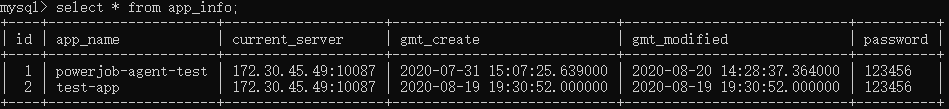 mysql> select * from app_info;
+----+---------------------+--------------------+----------------------------+----------------------------+----------+
| id | app_name            | current_server     | gmt_create                 | gmt_modified               | password |
+----+---------------------+--------------------+----------------------------+----------------------------+----------+
|  1 | powerjob-agent-test | 172.30.45.49:10087 | 2020-07-31 15:07:25.639000 | 2020-08-20 14:28:37.364000 | 123456   |
|  2 | test-app            | 172.30.45.49:10087 | 2020-08-19 19:30:52.000000 | 2020-08-19 19:30:52.000000 | 123456   |
+----+---------------------+--------------------+----------------------------+----------------------------+----------+